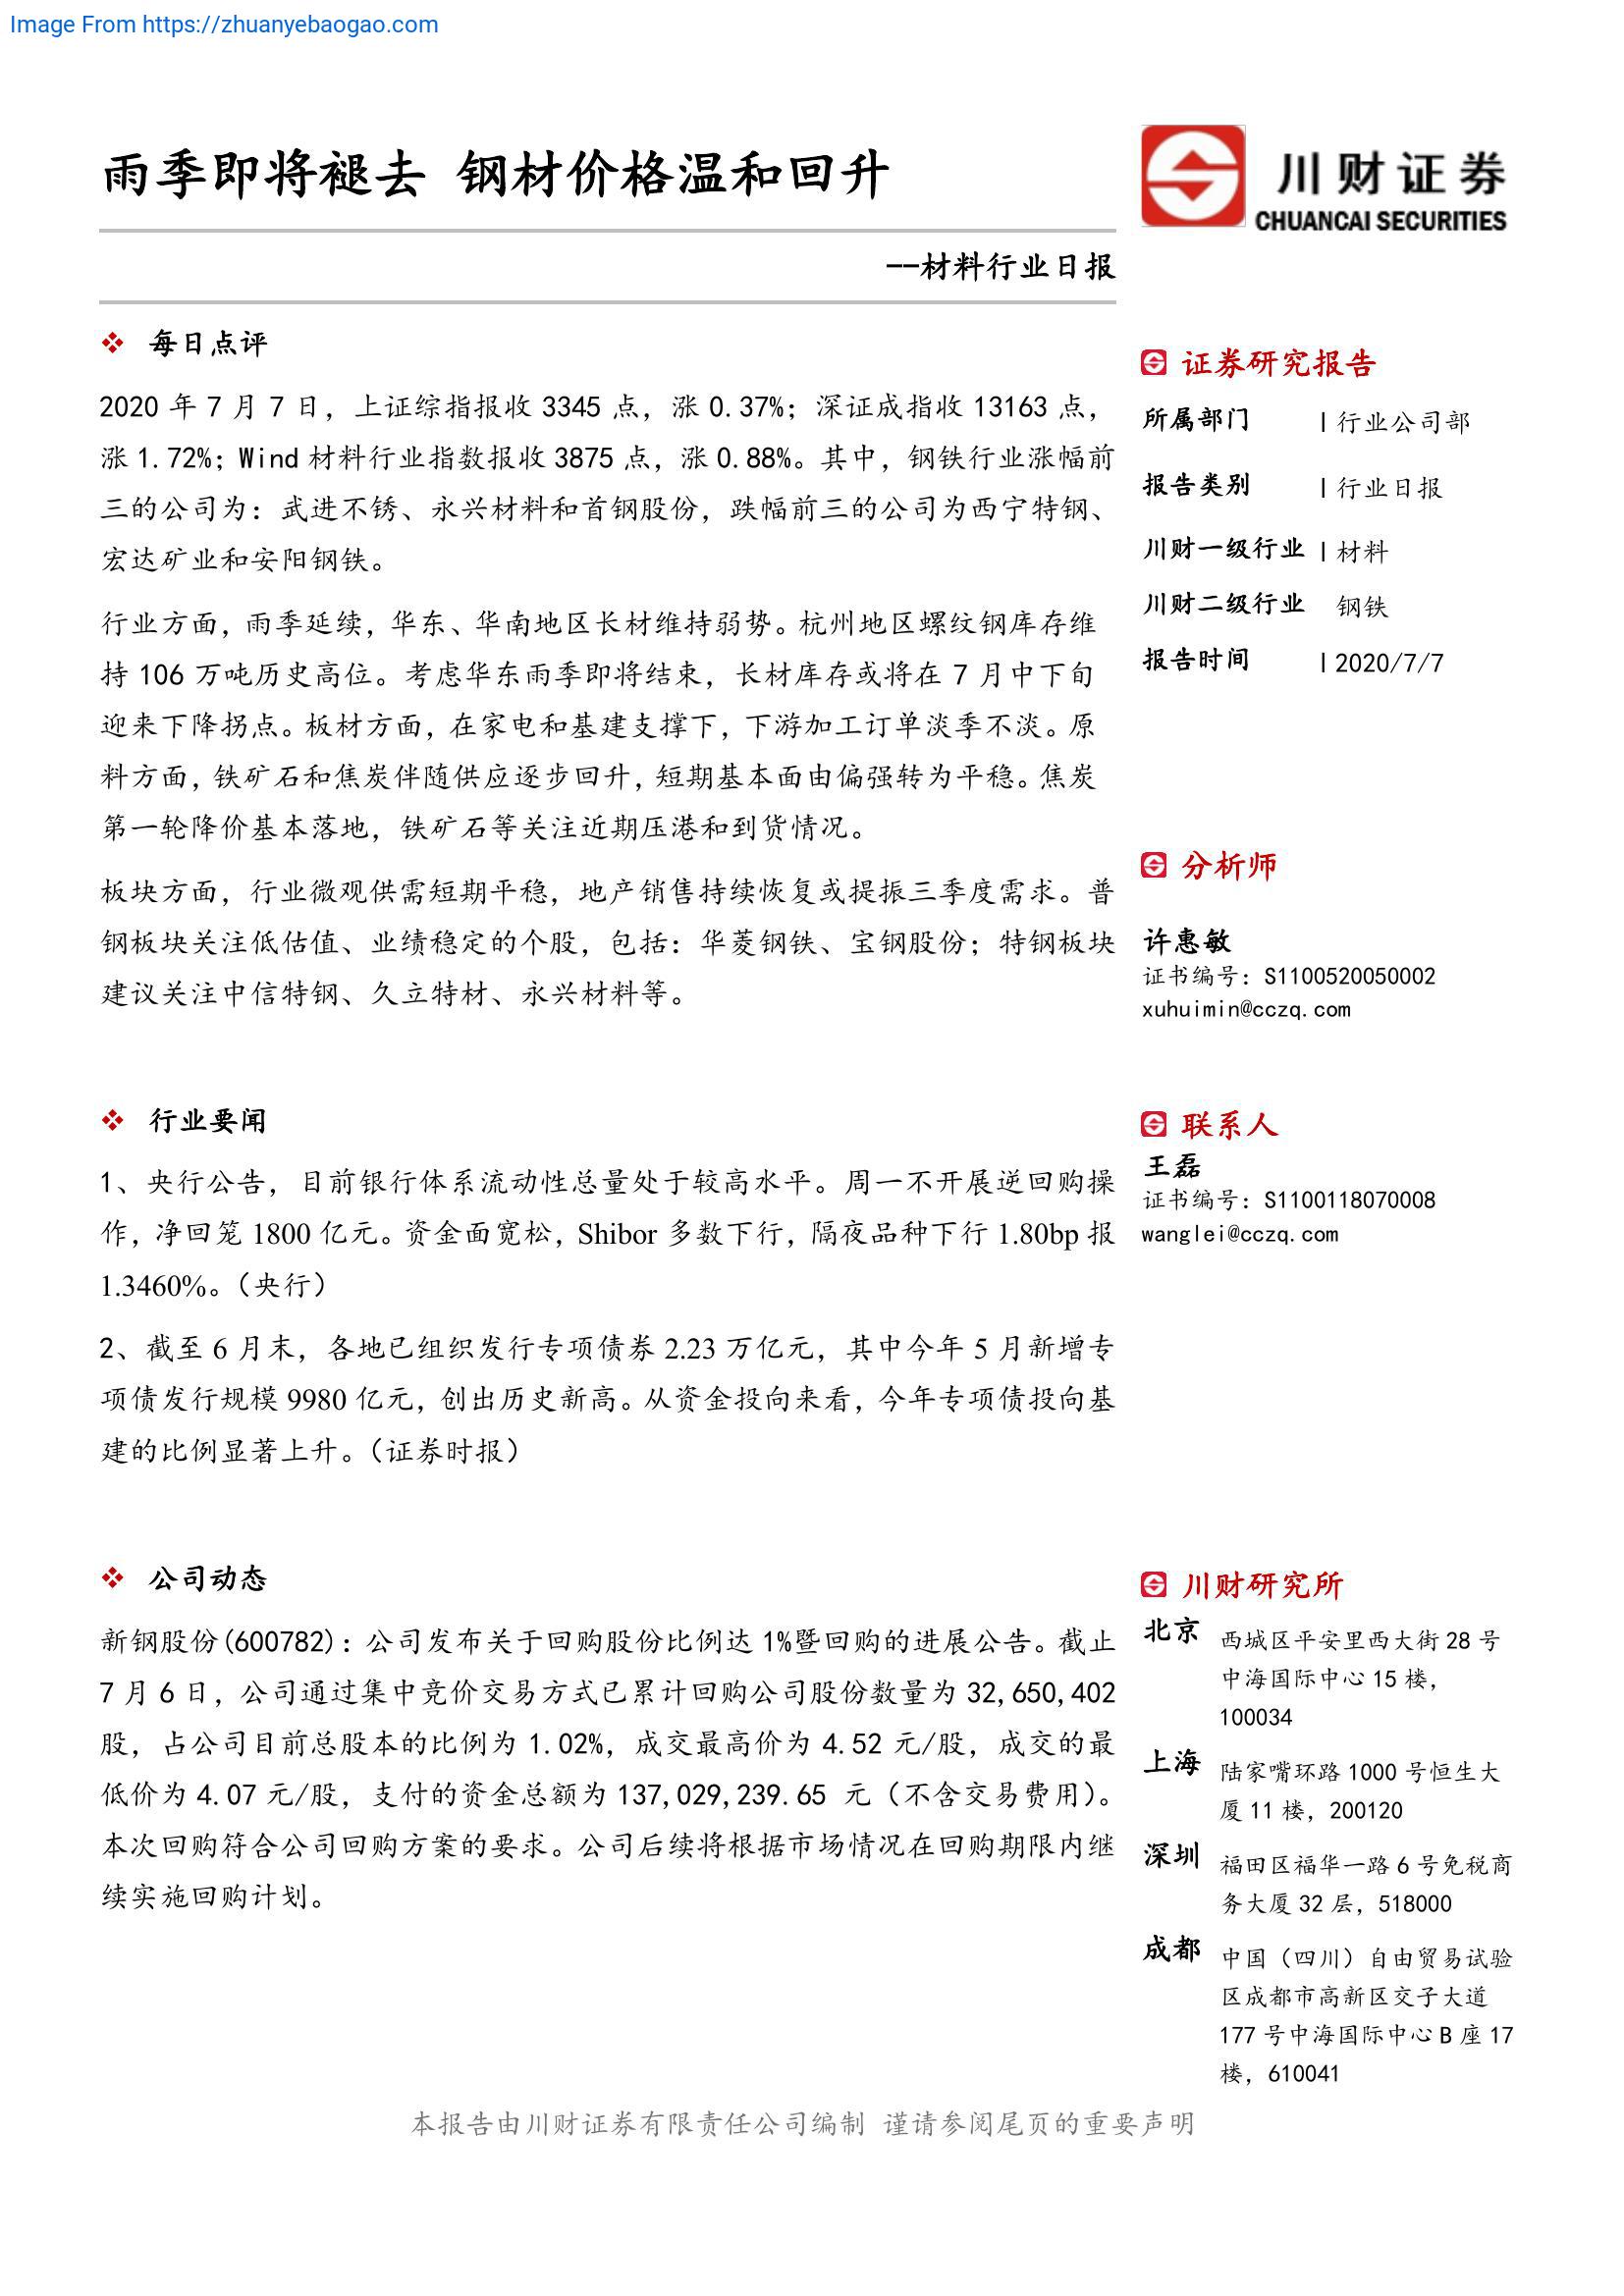 Image From https://zhuanyebaogao.com
雨季即将褪去 钢材价格温和回升
川财证券
CHUANCAI SECURITIES
——材料行业日报
每日点评
2020 年 7 月 7 日，上证综指报收 3345 点，涨 0.37%；深证成指收 13163 点，
涨 1.72%；Wind 材料行业指数报收 3875 点，涨 0.88%。其中，钢铁行业涨幅前
三的公司为：武进不锈、永兴材料和首钢股份，跌幅前三的公司为西宁特钢、
宏达矿业和安阳钢铁。
行业方面，雨季延续，华东、华南地区长材维持弱势。杭州地区螺纹钢库存维
持 106 万吨历史高位。考虑华东雨季即将结束，长材库存或将在 7 月中下旬
迎来下降拐点。板材方面，在家电和基建支撑下，下游加工订单淡季不淡。原
料方面，铁矿石和焦炭伴随供应逐步回升，短期基本面由偏强转为平稳。焦炭
第一轮降价基本落地，铁矿石等关注近期压港和到货情况。
板块方面，行业微观供需短期平稳，地产销售持续恢复或提振三季度需求。普
钢板块关注低估值、业绩稳定的个股，包括：华菱钢铁、宝钢股份；特钢板块
建议关注中信特钢、久立特材、永兴材料等。
行业要闻
1、央行公告，目前银行体系流动性总量处于较高水平。周一不开展逆回购操
作，净回笼 1800 亿元。资金面宽松，Shibor 多数下行，隔夜品种下行 1.80bp 报
1.3460%。（央行）
2、截至 6 月末，各地已组织发行专项债券 2.23 万亿元，其中今年 5 月新增专
项债发行规模 9980 亿元，创出历史新高。从资金投向来看，今年专项债投向基
建的比例显著上升。（证券时报）
公司动态
新钢股份(600782)：公司发布关于回购股份比例达 1%暨回购的进展公告。截止
7 月 6 日，公司通过集中竞价交易方式已累计回购公司股份数量为 32,650,402
股，占公司目前总股本的比例为 1.02%，成交最高价为 4.52 元/股，成交的最
低价为 4.07 元/股，支付的资金总额为 137,029,239.65 元（不含交易费用）。
本次回购符合公司回购方案的要求。公司后续将根据市场情况在回购期限内继
续实施回购计划。
证券研究报告
所属部门 | 行业公司部
报告类别 | 行业日报
川财一级行业 | 材料
川财二级行业 钢铁
报告时间 | 2020/7/7
分析师
许惠敏
证书编号：S1100520050002
xuhuimin@cczq.com
联系人
王磊
证书编号：S1100118070008
wanglei@cczq.com
川财研究所
北京 西城区平安里西大街 28 号
中海国际中心 15 楼，
100034
上海 陆家嘴环路 1000 号恒生大
厦 11 楼，200120
深圳 福田区福华一路 6 号免税商
务大厦 32 层，518000
成都 中国（四川）自由贸易试验
区成都市高新区交子大道
177 号中海国际中心 B 座 17
楼，610041
本报告由川财证券有限责任公司编制 谨请参阅尾页的重要声明